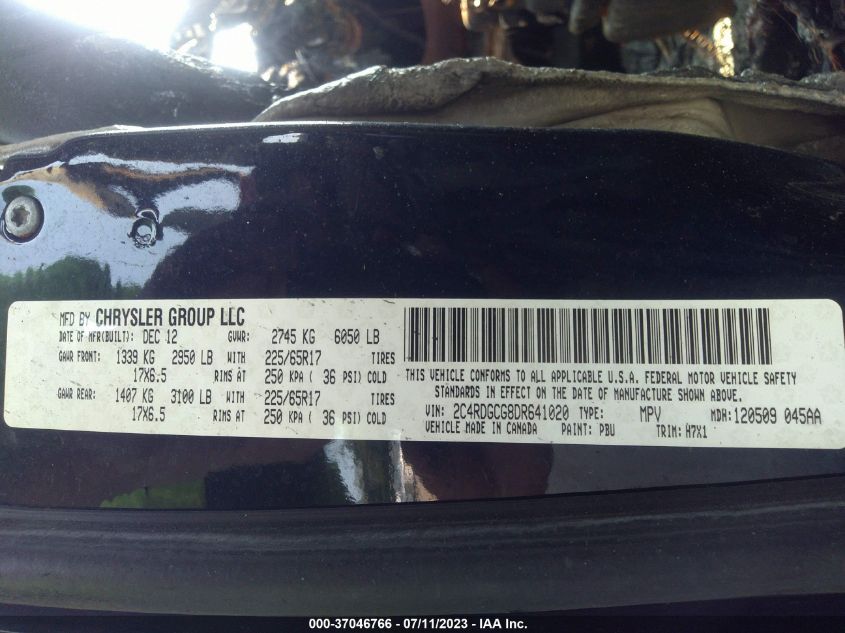 MFD BY CHRYSLER GROUP LLC
DATE OF MFR(BUILT): DEC 12 GVWR: 2745 KG 6050 LB
GAWR FRONT: 1339 KG 2950 LB WITH 225/65R17 TIRES
17X6.5 RIMS AT 250 KPA ( 36 PSI) COLD
GAWR REAR: 1407 KG 3100 LB WITH 225/65R17 TIRES
17X6.5 RIMS AT 250 KPA ( 36 PSI) COLD
THIS VEHICLE CONFORMS TO ALL APPLICABLE U.S.A. FEDERAL MOTOR VEHICLE SAFETY
STANDARDS IN EFFECT ON THE DATE OF MANUFACTURE SHOWN ABOVE.
VIN: 2C4RDGCG8DR641020 TYPE: MPV MDH: 120509 045AA
VEHICLE MADE IN CANADA PAINT: PBU TRIM: H7X1
000-37046766 - 07/11/2023 - IAA Inc.